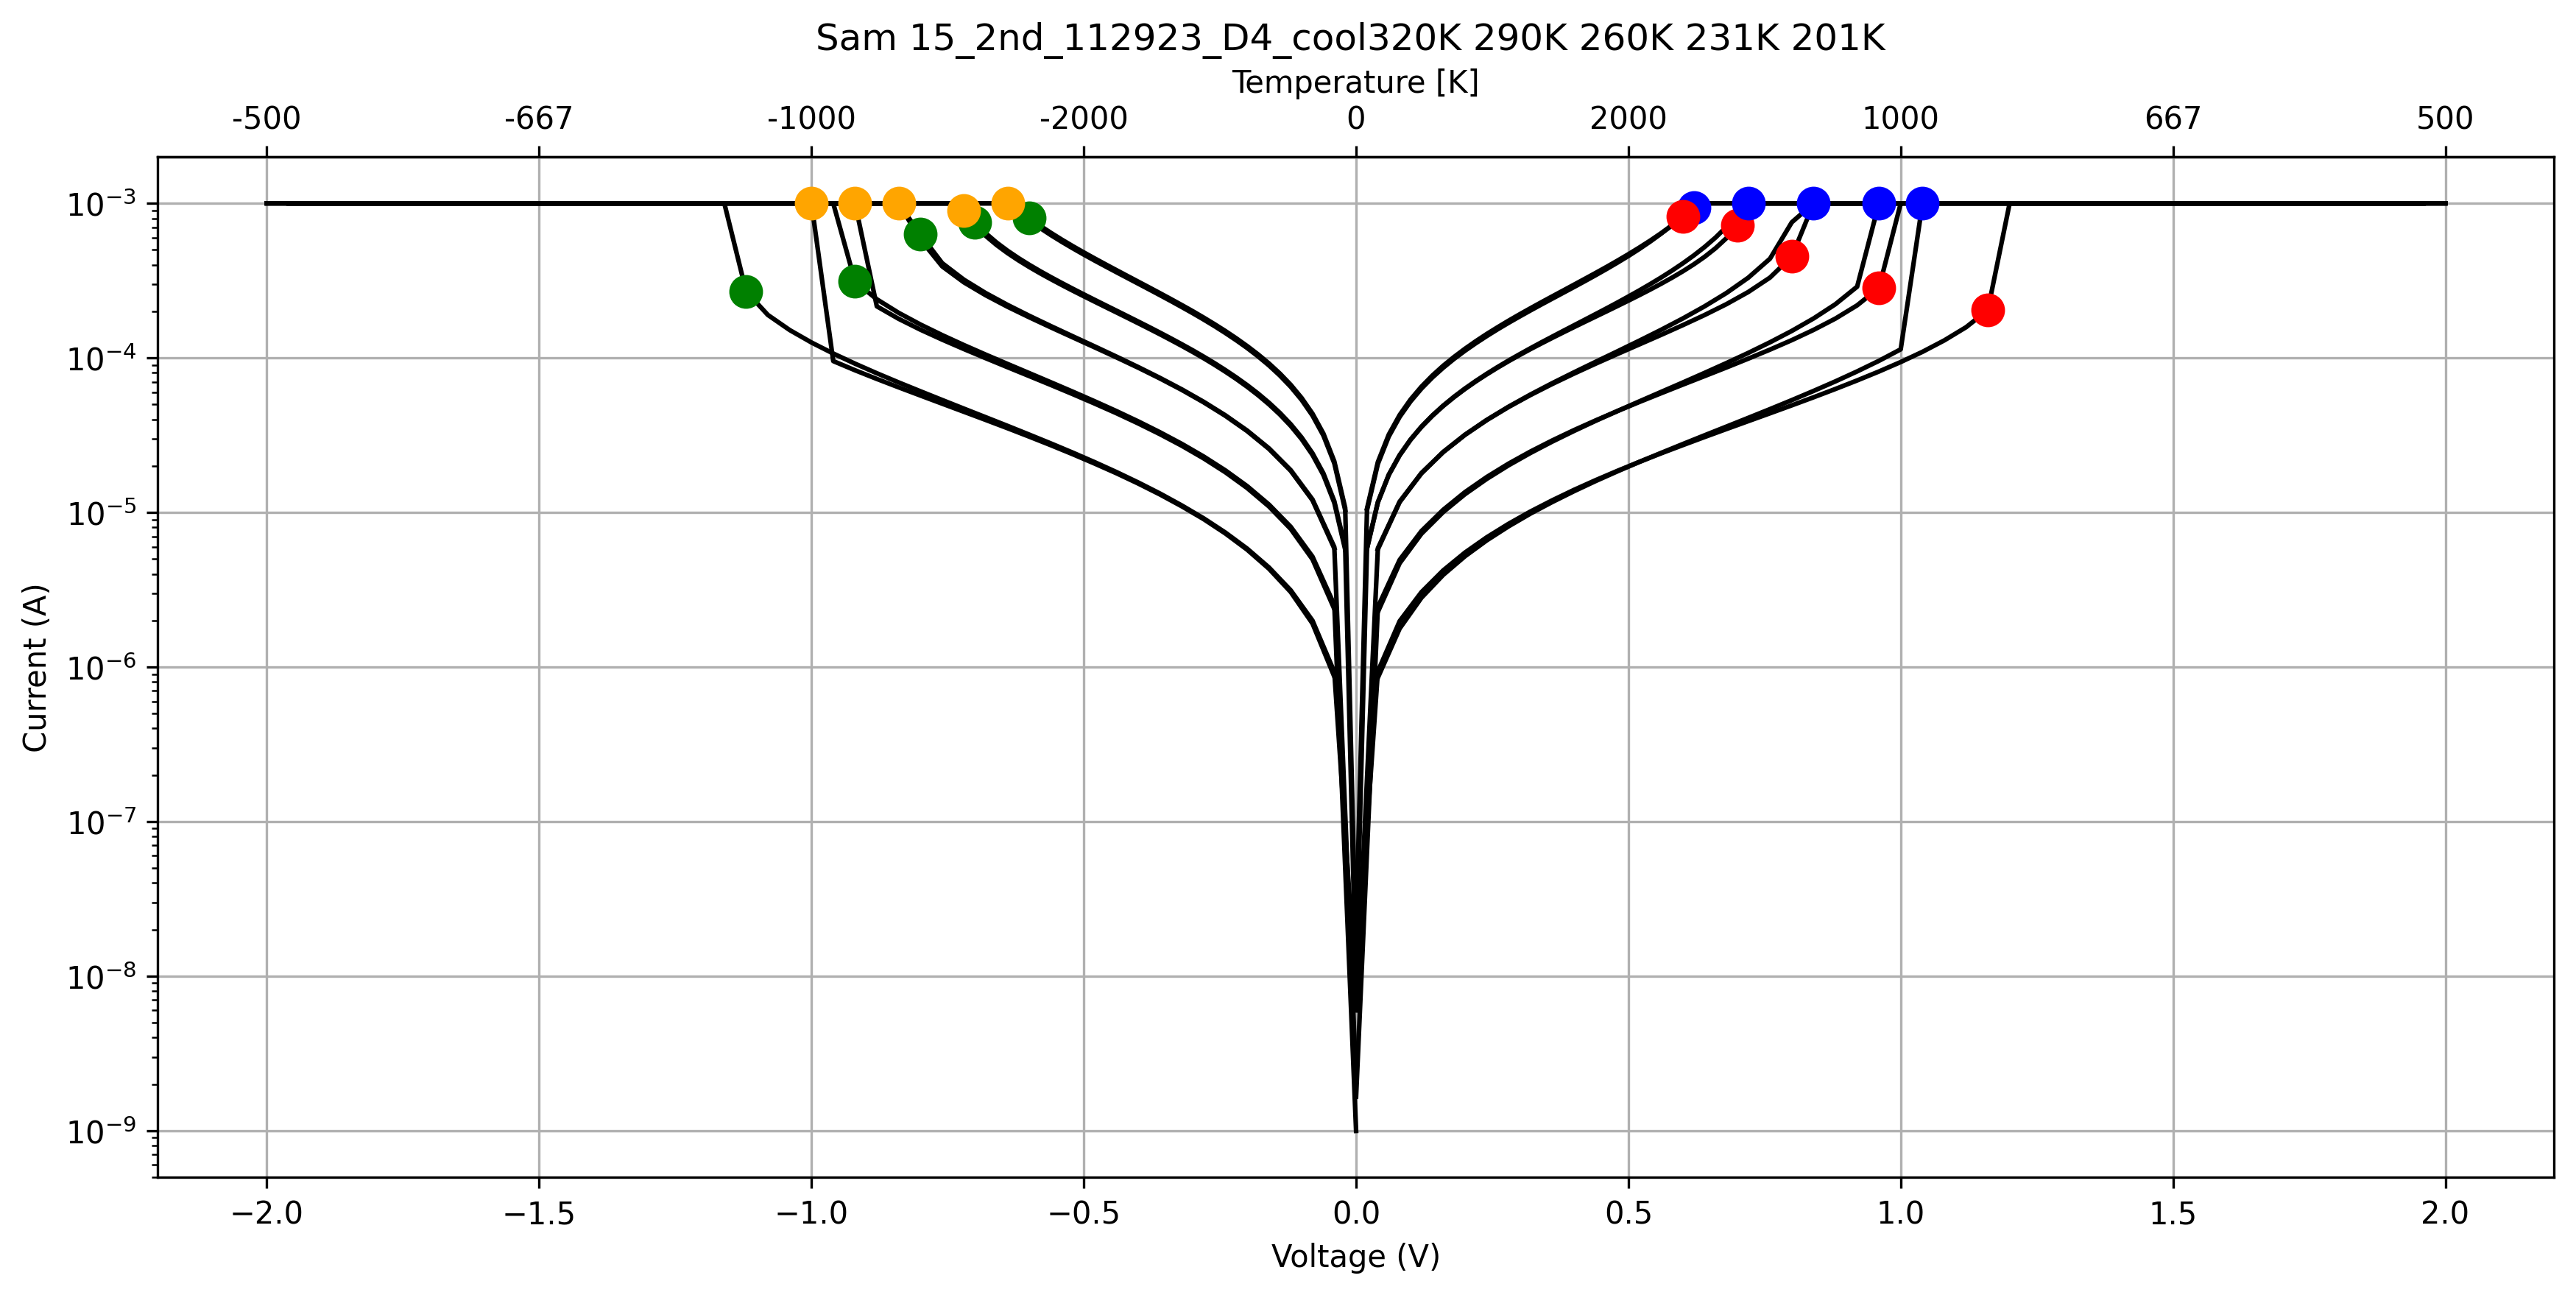 Sam 15_2nd_112923_D4_cool320K 290K 260K 231K 201K
Temperature [K]
-500 -667 -1000 -2000 0 2000 1000 667 500
Current (A)
10⁻³
10⁻⁴
10⁻⁵
10⁻⁶
10⁻⁷
10⁻⁸
10⁻⁹
−2.0 −1.5 −1.0 −0.5 0.0 0.5 1.0 1.5 2.0
Voltage (V)